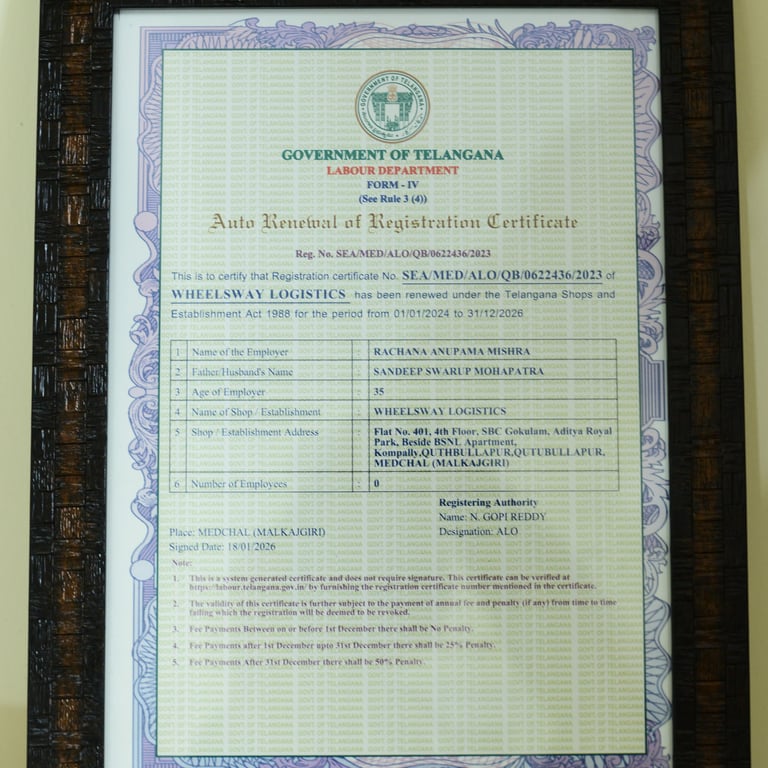 GOVERNMENT OF TELANGANA
GOVERNMENT OF TELANGANA
LABOUR DEPARTMENT
FORM - IV
(See Rule 3 (4))
Auto Renewal of Registration Certificate
Reg. No. SEA/MED/ALO/QB/0622436/2023
This is to certify that Registration certificate No. SEA/MED/ALO/QB/0622436/2023 of
WHEELSWAY LOGISTICS has been renewed under the Telangana Shops and
Establishment Act 1988 for the period from 01/01/2024 to 31/12/2026
1 Name of the Employer : RACHANA ANUPAMA MISHRA
2 Father/Husband's Name : SANDEEP SWARUP MOHAPATRA
3 Age of Employer : 35
4 Name of Shop / Establishment : WHEELSWAY LOGISTICS
5 Shop / Establishment Address : Flat No. 401, 4th Floor, SBC Gokulam, Aditya Royal
Park, Beside BSNL Apartment,
Kompally,QUTHBULLAPUR,QUTUBULLAPUR,
MEDCHAL (MALKAJGIRI)
6 Number of Employees : 0
Registering Authority
Name: N. GOPI REDDY
Designation: ALO
Place: MEDCHAL (MALKAJGIRI)
Signed Date: 18/01/2026
Note:
1. This is a system generated certificate and does not require signature. This certificate can be verified at
https://labour.telangana.gov.in/ by furnishing the registration certificate number mentioned in the certificate.
2. The validity of this certificate is further subject to the payment of annual fee and penalty (if any) from time to time
failing which the registration will be deemed to be revoked.
3. Fee Payments Between on or before 1st December there shall be No Penalty.
4. Fee Payments after 1st December upto 31st December there shall be 25% Penalty.
5. Fee Payments After 31st December there shall be 50% Penalty.